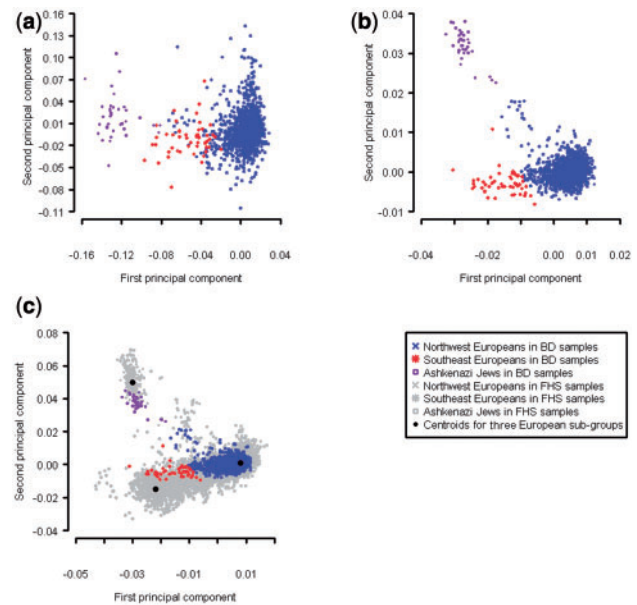 (a)
0.16
0.13
0.10
0.07
0.04
0.01
-0.02
-0.05
-0.08
-0.11
Second principal component
-0.16 -0.12 -0.08 -0.04 0.00 0.04
First principal component
(b)
0.04
0.03
0.02
0.01
0.00
-0.01
Second principal component
-0.04 -0.02 0.00 0.01 0.02
First principal component
(c)
0.08
0.06
0.04
0.02
0.00
-0.02
-0.04
Second principal component
-0.05 -0.03 -0.01 0.01
First principal component
Northwest Europeans in BD samples
Southeast Europeans in BD samples
Ashkenazi Jews in BD samples
Northwest Europeans in FHS samples
Southeast Europeans in FHS samples
Ashkenazi Jews in FHS samples
Centroids for three European sub-groups